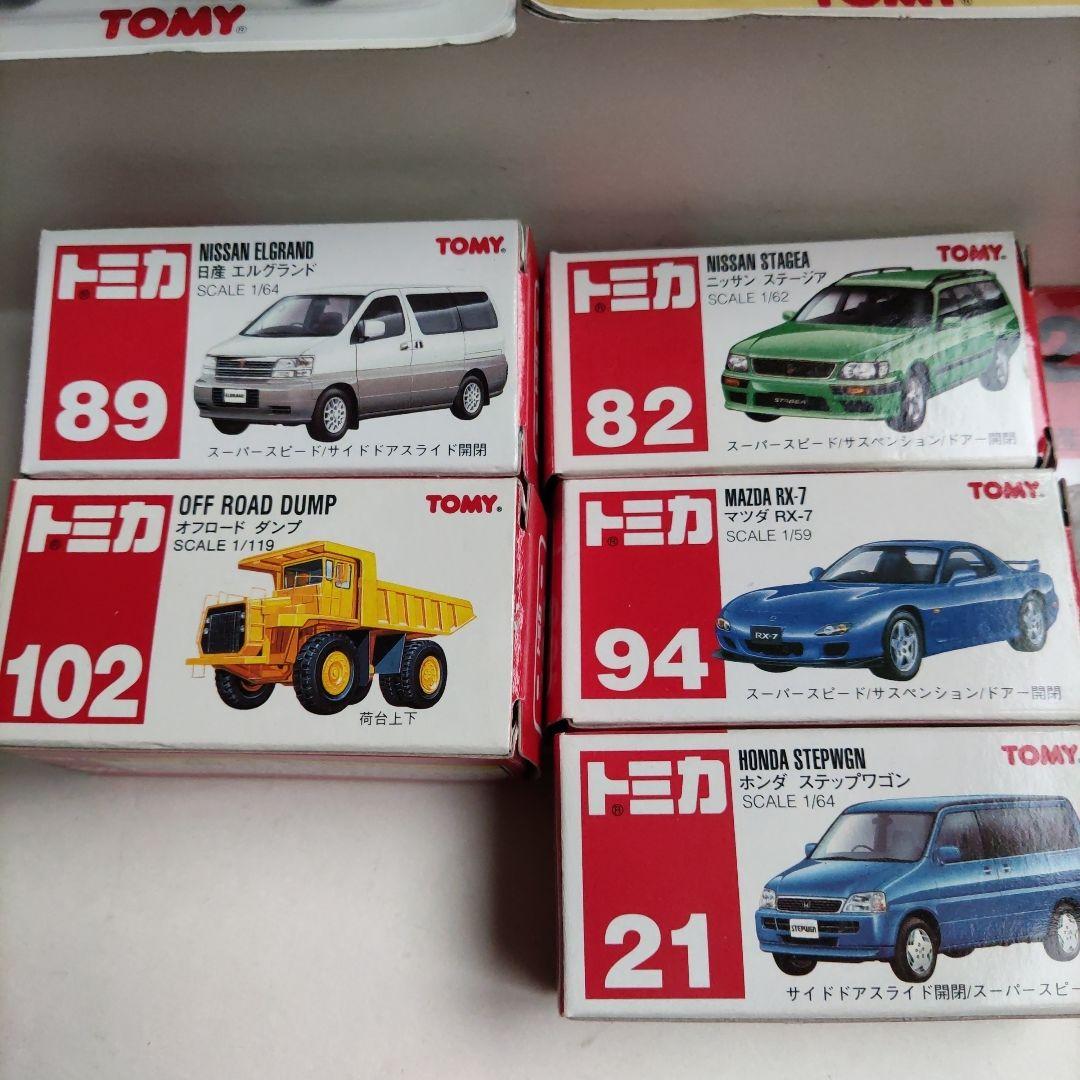 TOMY®
TOMY®
トミカ®
89
NISSAN ELGRAND
日産 エルグランド
SCALE 1/64
TOMY®
ELGRAND
スーパースピード/サイドドアスライド開閉
トミカ®
82
NISSAN STAGEA
ニッサン ステージア
SCALE 1/62
TOMY®
STAGEA
スーパースピード/サスペンション/ドアー開閉
トミカ®
102
OFF ROAD DUMP
オフロード ダンプ
SCALE 1/119
TOMY®
荷台上下
トミカ®
94
MAZDA RX-7
マツダ RX-7
SCALE 1/59
TOMY®
RX-7
スーパースピード/サスペンション/ドアー開閉
トミカ®
21
HONDA STEPWGN
ホンダ ステップワゴン
SCALE 1/64
TOMY
STEPWGN
サイドドアスライド開閉/スーパースピー
2